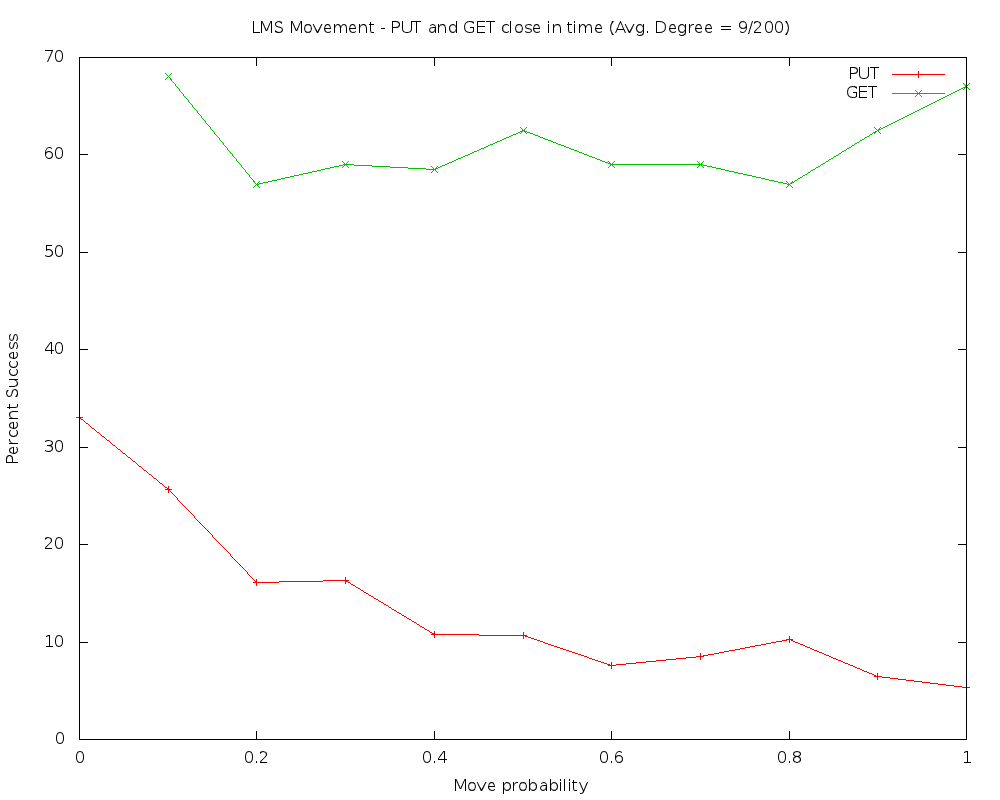 LMS Movement - PUT and GET close in time (Avg. Degree = 9/200)
70
60
50
40
30
20
10
0
Percent Success
PUT
GET
0 0.2 0.4 0.6 0.8 1
Move probability